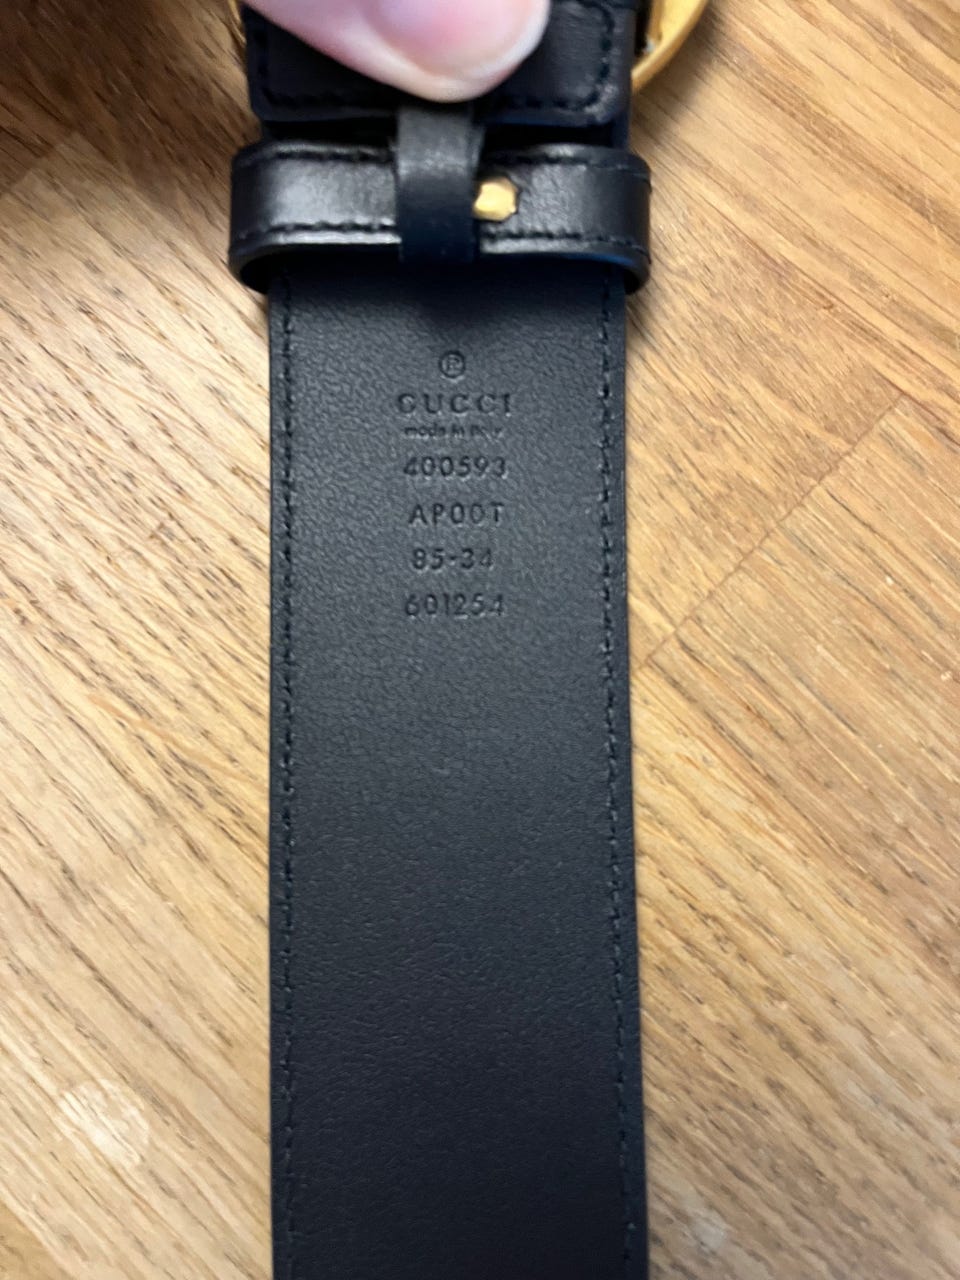 ®
GUCCI
made in Italy
400593
AP00T
85-34
601254